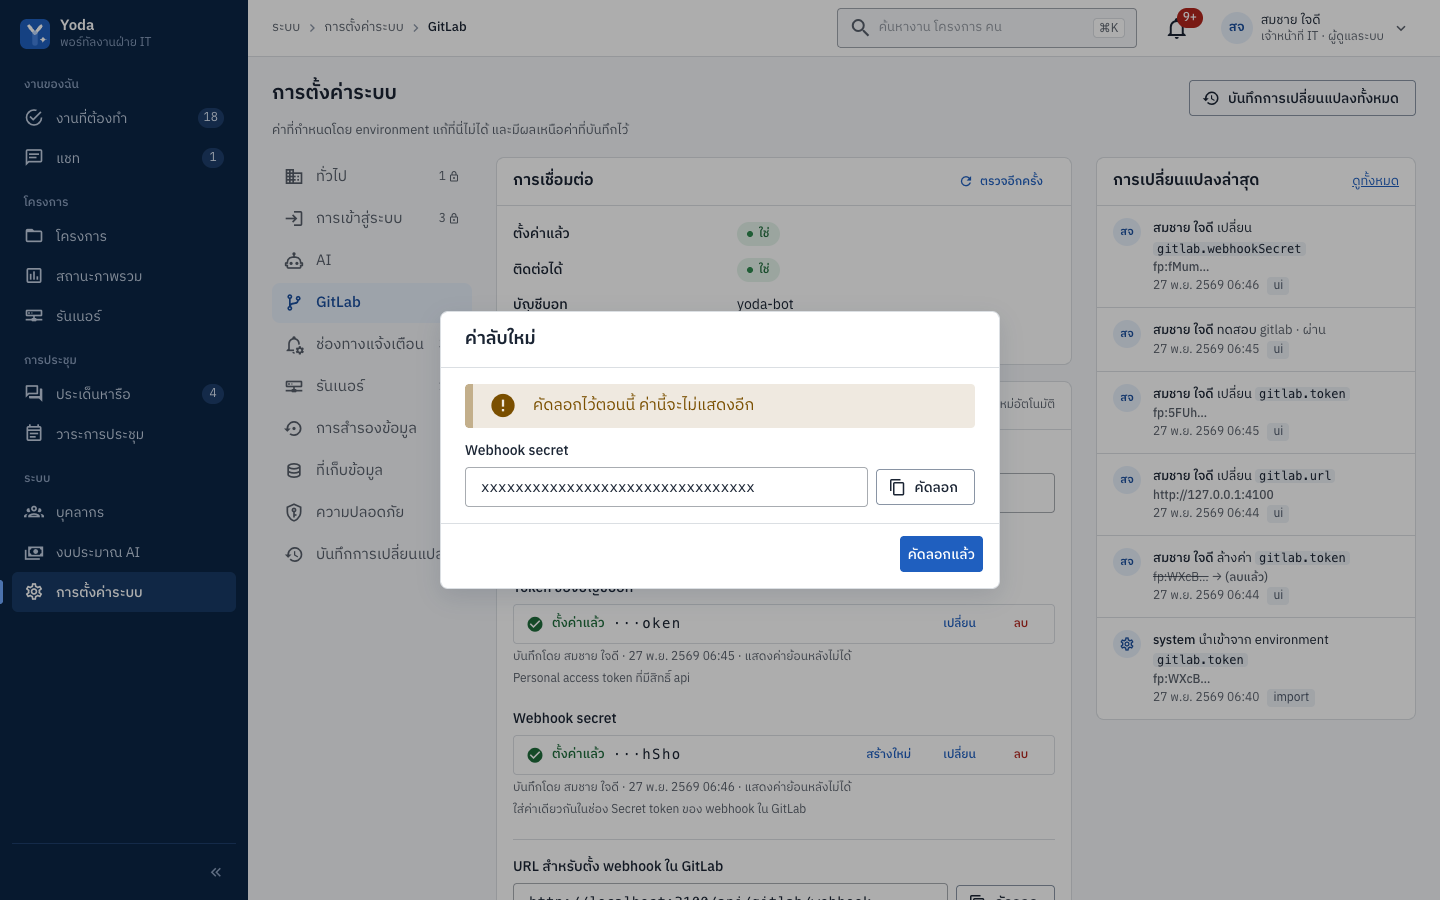 Yoda
พอร์ทัลงานฝ่าย IT
งานของฉัน
งานที่ต้องทำ 18
แชท 1
โครงการ
โครงการ
สถานะภาพรวม
รันเนอร์
การประชุม
ประเด็นหารือ 4
วาระการประชุม
ระบบ
บุคลากร
งบประมาณ AI
การตั้งค่าระบบ
ระบบ › การตั้งค่าระบบ › GitLab
ค้นหางาน โครงการ คน ⌘K
9+
สจ
สมชาย ใจดี
เจ้าหน้าที่ IT · ผู้ดูแลระบบ
การตั้งค่าระบบ
บันทึกการเปลี่ยนแปลงทั้งหมด
ค่าที่กำหนดโดย environment แก้ที่นี่ไม่ได้ และมีผลเหนือค่าที่บันทึกไว้
ทั่วไป 1
การเข้าสู่ระบบ 3
AI
GitLab
ช่องทางแจ้งเตือน
รันเนอร์
การสำรองข้อมูล
ที่เก็บข้อมูล
ความปลอดภัย
บันทึกการเปลี่ยนแปล
การเชื่อมต่อ
ตรวจอีกครั้ง
ตั้งค่าแล้ว ใช่
ติดต่อได้ ใช่
บัญชีบอท yoda-bot
หม่อัตโนมัติ
ค่าลับใหม่
คัดลอกไว้ตอนนี้ ค่านี้จะไม่แสดงอีก
Webhook secret
xxxxxxxxxxxxxxxxxxxxxxxxxxxxxxxx
คัดลอก
คัดลอกแล้ว
ตั้งค่าแล้ว ···oken เปลี่ยน ลบ
บันทึกโดย สมชาย ใจดี · 27 พ.ย. 2569 06:45 · แสดงค่าย้อนหลังไม่ได้
Personal access token ที่มีสิทธิ์ api
Webhook secret
ตั้งค่าแล้ว ···hSho สร้างใหม่ เปลี่ยน ลบ
บันทึกโดย สมชาย ใจดี · 27 พ.ย. 2569 06:46 · แสดงค่าย้อนหลังไม่ได้
ใส่ค่าเดียวกันในช่อง Secret token ของ webhook ใน GitLab
URL สำหรับตั้ง webhook ใน GitLab
การเปลี่ยนแปลงล่าสุด
ดูทั้งหมด
สจ
สมชาย ใจดี เปลี่ยน
gitlab.webhookSecret
fp:fMum…
27 พ.ย. 2569 06:46 ui
สจ
สมชาย ใจดี ทดสอบ gitlab · ผ่าน
27 พ.ย. 2569 06:45 ui
สจ
สมชาย ใจดี เปลี่ยน gitlab.token
fp:5FUh…
27 พ.ย. 2569 06:45 ui
สจ
สมชาย ใจดี เปลี่ยน gitlab.url
http://127.0.0.1:4100
27 พ.ย. 2569 06:44 ui
สจ
สมชาย ใจดี ล้างค่า gitlab.token
fp:WXcB… → (ลบแล้ว)
27 พ.ย. 2569 06:44 ui
system นำเข้าจาก environment
gitlab.token
fp:WXcB…
27 พ.ย. 2569 06:40 import